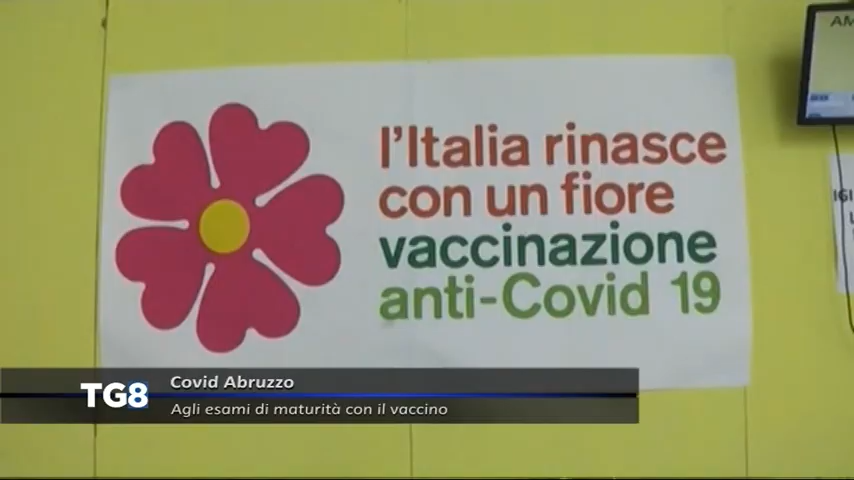 AM
l'Italia rinasce
con un fiore
vaccinazione
anti-Covid 19
TG8
Covid Abruzzo
Agli esami di maturità con il vaccino